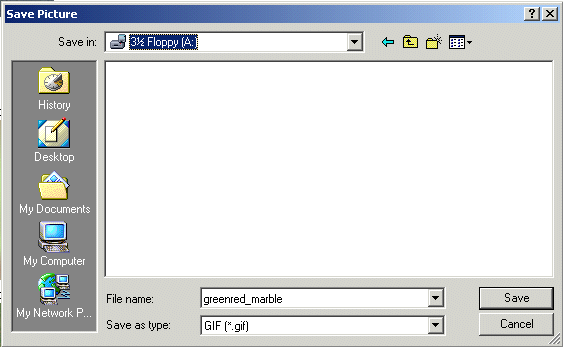 Save Picture
Save in: 3½ Floppy (A:)
History
Desktop
My Documents
My Computer
My Network P...
File name: greenred_marble Save
Save as type: GIF (*.gif) Cancel